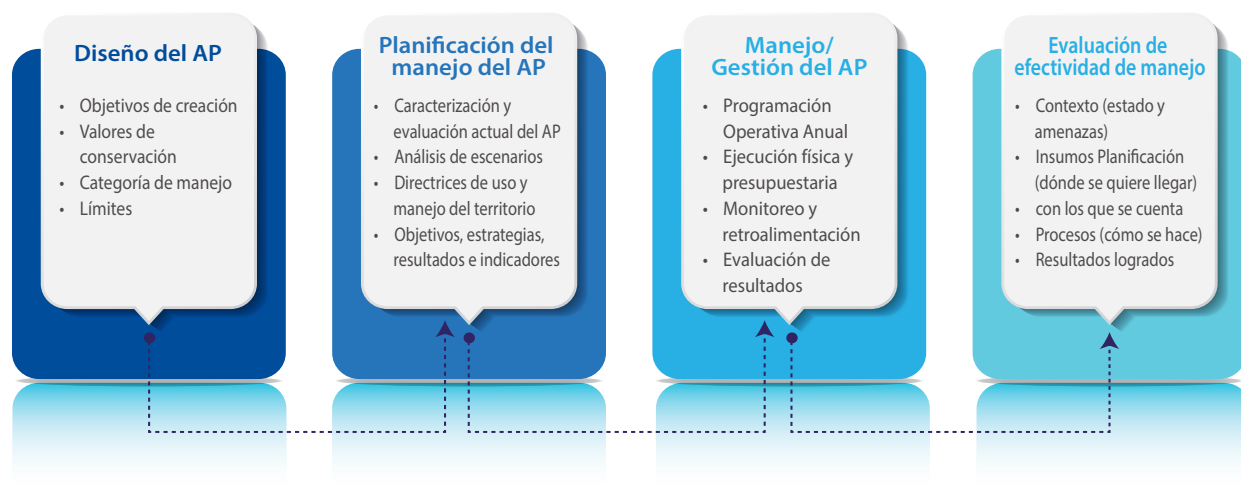 Diseño del AP
• Objetivos de creación
• Valores de
conservación
• Categoría de manejo
• Límites
Planificación del
manejo del AP
• Caracterización y
evaluación actual del AP
• Análisis de escenarios
• Directrices de uso y
manejo del territorio
• Objetivos, estrategias,
resultados e indicadores
Manejo/
Gestión del AP
• Programación
Operativa Anual
• Ejecución física y
presupuestaria
• Monitoreo y
retroalimentación
• Evaluación de
resultados
Evaluación de
efectividad de manejo
• Contexto (estado y
amenazas)
• Insumos Planificación
(dónde se quiere llegar)
• con los que se cuenta
• Procesos (cómo se hace)
• Resultados logrados